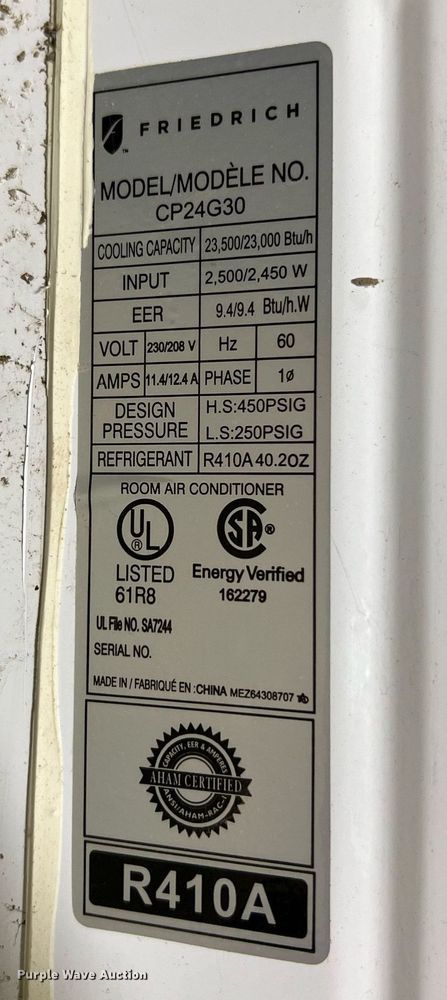 FRIEDRICH
™
MODEL/MODÈLE NO.
CP24G30
COOLING CAPACITY 23,500/23,000 Btu/h
INPUT 2,500/2,450 W
EER 9.4/9.4 Btu/h.W
VOLT 230/208 V Hz 60
AMPS 11.4/12.4 A PHASE 1ø
DESIGN PRESSURE H.S:450PSIG
L.S:250PSIG
REFRIGERANT R410A 40.2OZ
ROOM AIR CONDITIONER
UL ® SA ®
LISTED Energy Verified
61R8 162279
UL File NO. SA7244
SERIAL NO.
MADE IN / FABRIQUÉ EN : CHINA MEZ64308707
CAPACITY, EER & AMPERES
AHAM CERTIFIED
ANSI/AHAM-RAC-1
R410A
Purple Wave Auction